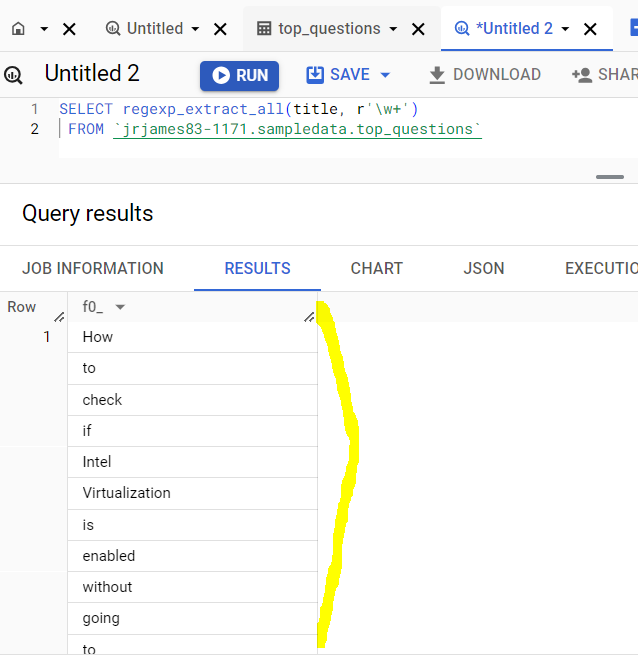 Untitled
top_questions
*Untitled 2
Untitled 2
RUN
SAVE
DOWNLOAD
SHAR
1 SELECT regexp_extract_all(title, r'\w+')
2 FROM `jrjames83-1171.sampledata.top_questions`
Query results
JOB INFORMATION
RESULTS
CHART
JSON
EXECUTIO
Row
f0_
1
How
to
check
if
Intel
Virtualization
is
enabled
without
going
to